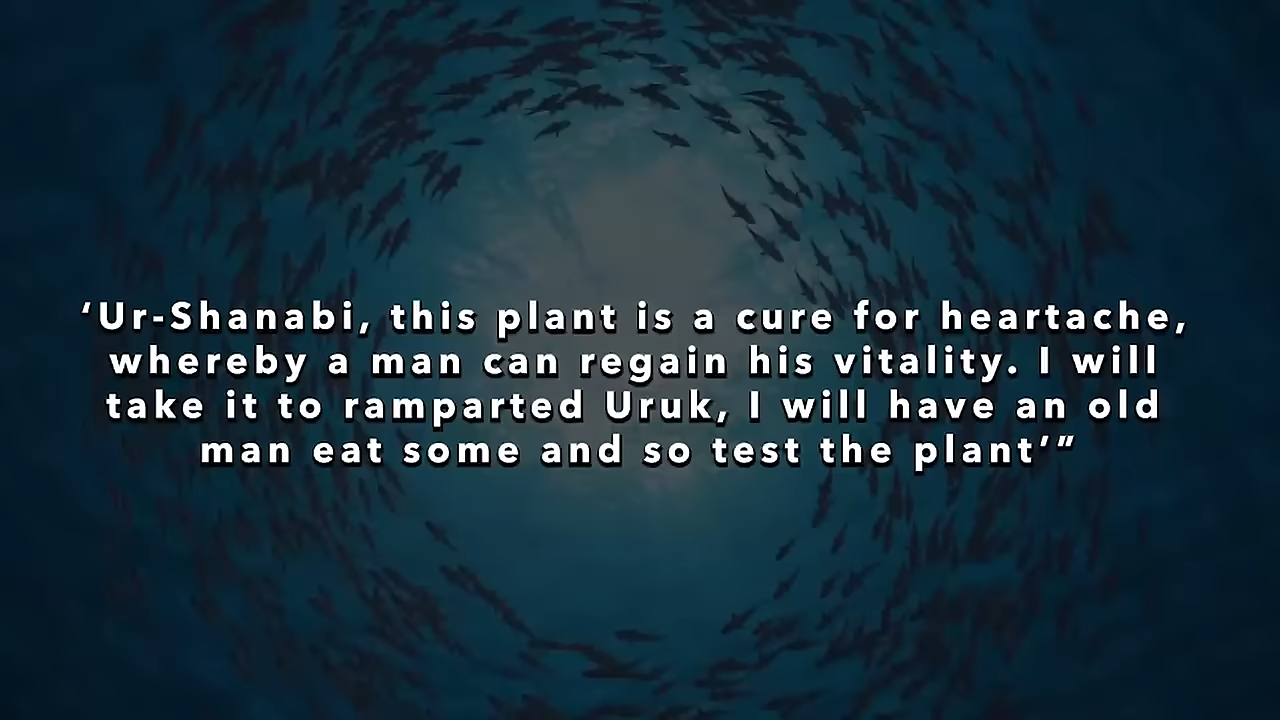 ‘Ur-Shanabi, this plant is a cure for heartache,
whereby a man can regain his vitality. I will
take it to ramparted Uruk, I will have an old
man eat some and so test the plant’”